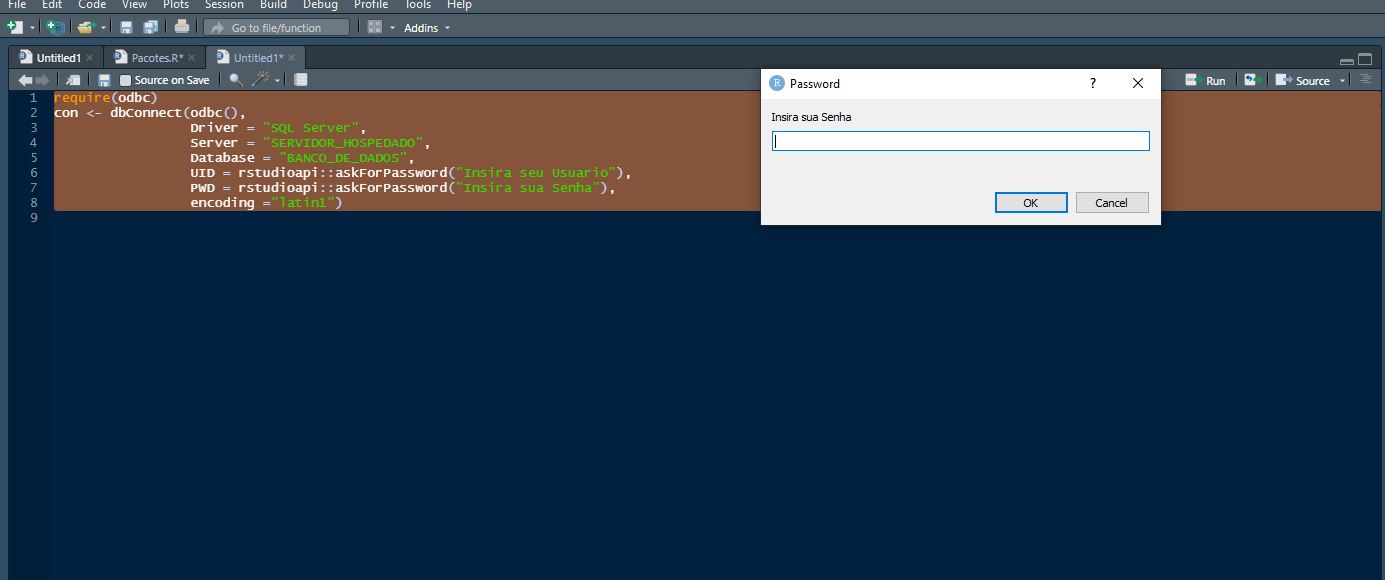 File Edit Code View Plots Session Build Debug Profile Tools Help
Go to file/function Addins
Untitled1 Pacotes.R* Untitled1*
Source on Save Run Source
R Password ?
Insira sua Senha
OK Cancel
1 require(odbc)
2 con <- dbConnect(odbc(),
3 Driver = "SQL Server",
4 Server = "SERVIDOR_HOSPEDADO",
5 Database = "BANCO_DE_DADOS",
6 UID = rstudioapi::askForPassword("Insira seu Usuario"),
7 PWD = rstudioapi::askForPassword("Insira sua Senha"),
8 encoding ="latin1")
9